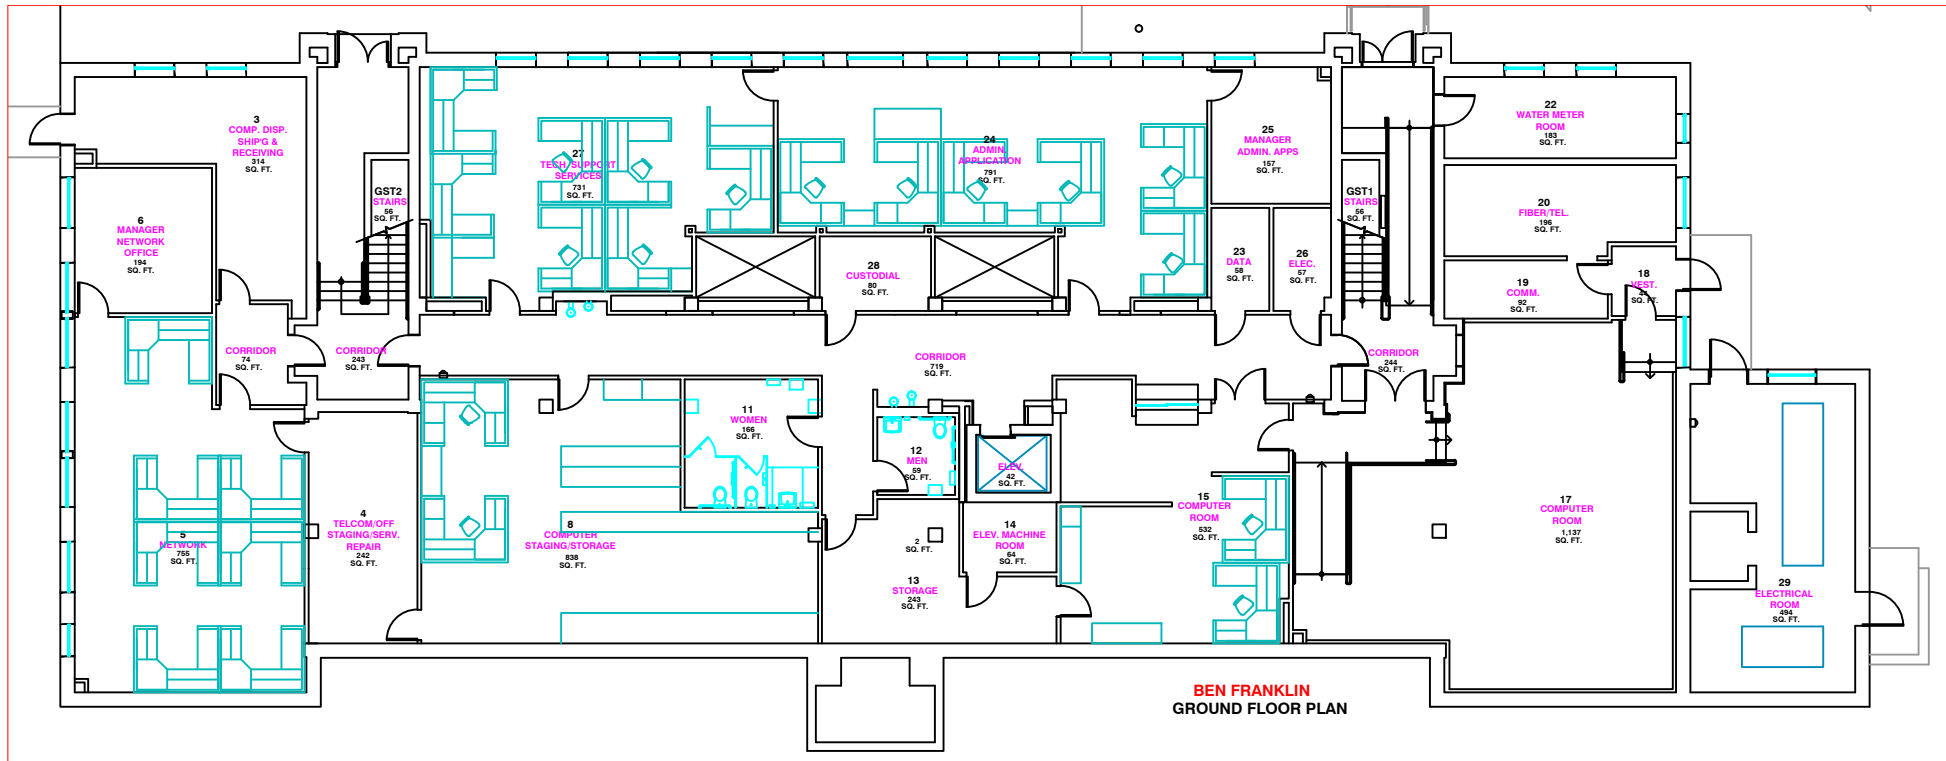 3
COMP. DISP.
SHIP'G &
RECEIVING
314
SQ. FT.
GST2
STAIRS
56
SQ. FT.
6
MANAGER
NETWORK
OFFICE
194
SQ. FT.
27
TECH/SUPPORT
SERVICES
731
SQ. FT.
24
ADMIN.
APPLICATION
791
SQ. FT.
25
MANAGER
ADMIN. APPS
157
SQ. FT.
GST1
STAIRS
56
SQ. FT.
22
WATER METER
ROOM
183
SQ. FT.
20
FIBER/TEL.
196
SQ. FT.
28
CUSTODIAL
80
SQ. FT.
23
DATA
58
SQ. FT.
26
ELEC.
57
SQ. FT.
19
COMM.
92
SQ. FT.
18
VEST.
44
SQ. FT.
CORRIDOR
74
SQ. FT.
CORRIDOR
243
SQ. FT.
CORRIDOR
719
SQ. FT.
CORRIDOR
244
SQ. FT.
11
WOMEN
166
SQ. FT.
12
MEN
59
SQ. FT.
ELEV.
42
SQ. FT.
5
NETWORK
755
SQ. FT.
4
TELCOM/OFF
STAGING/SERV.
REPAIR
242
SQ. FT.
8
COMPUTER
STAGING/STORAGE
838
SQ. FT.
2
SQ. FT.
13
STORAGE
243
SQ. FT.
14
ELEV. MACHINE
ROOM
64
SQ. FT.
15
COMPUTER
ROOM
532
SQ. FT.
17
COMPUTER
ROOM
1,137
SQ. FT.
29
ELECTRICAL
ROOM
494
SQ. FT.
BEN FRANKLIN
GROUND FLOOR PLAN